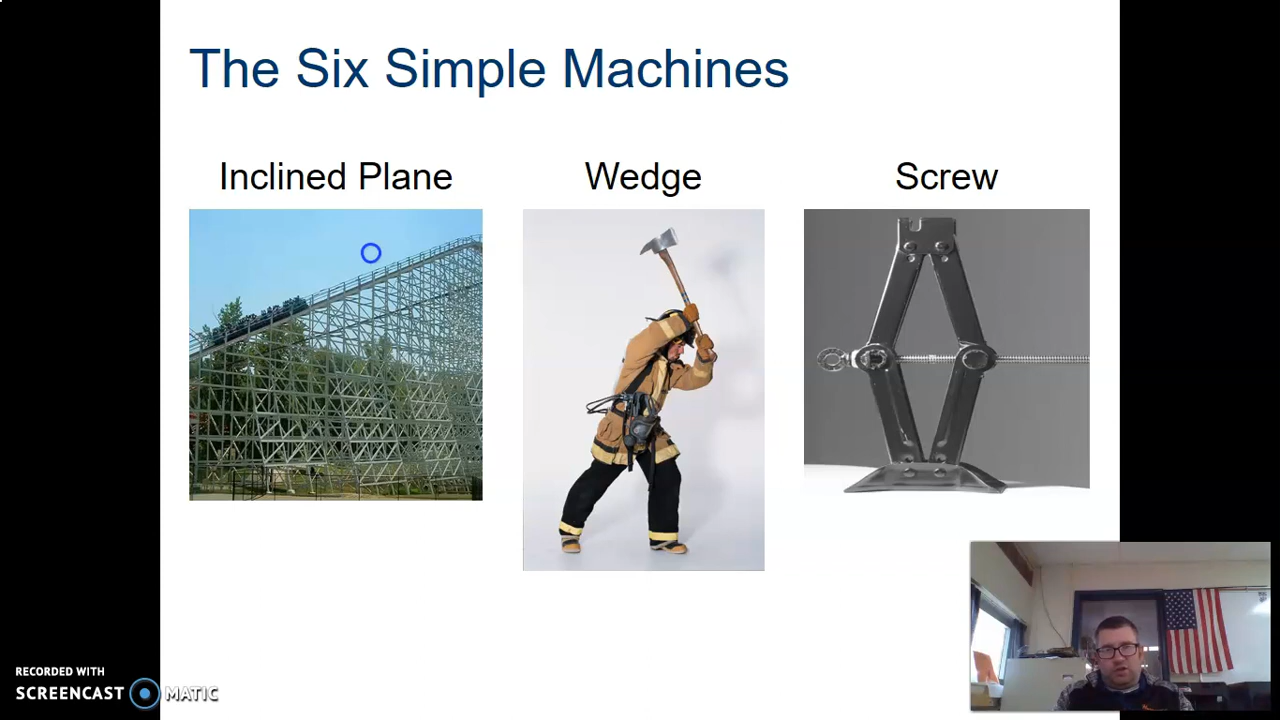 The Six Simple Machines
Inclined Plane
Wedge
Screw
RECORDED WITH
SCREENCAST MATIC